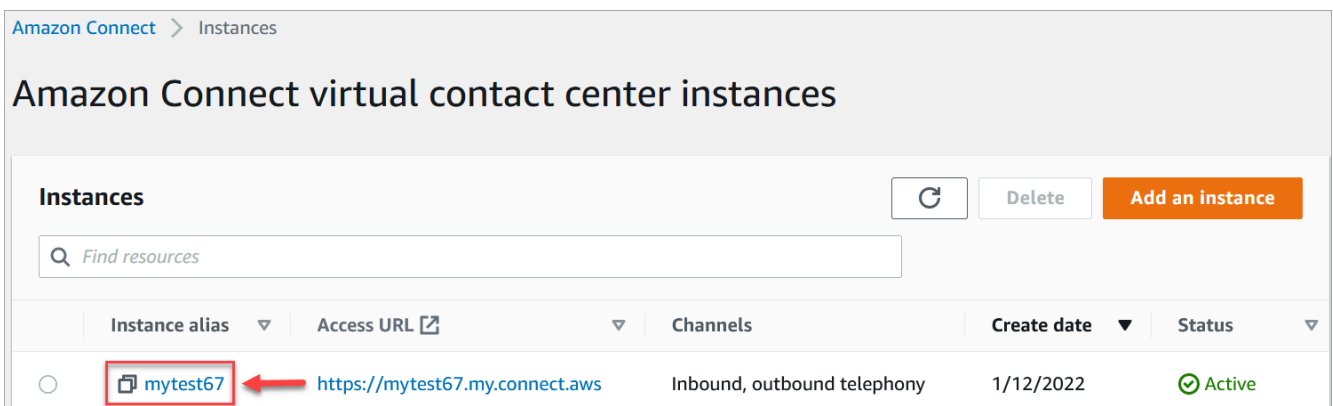 Amazon Connect > Instances
Amazon Connect virtual contact center instances
Instances Delete Add an instance
Find resources
Instance alias Access URL Channels Create date Status
mytest67 https://mytest67.my.connect.aws Inbound, outbound telephony 1/12/2022 Active